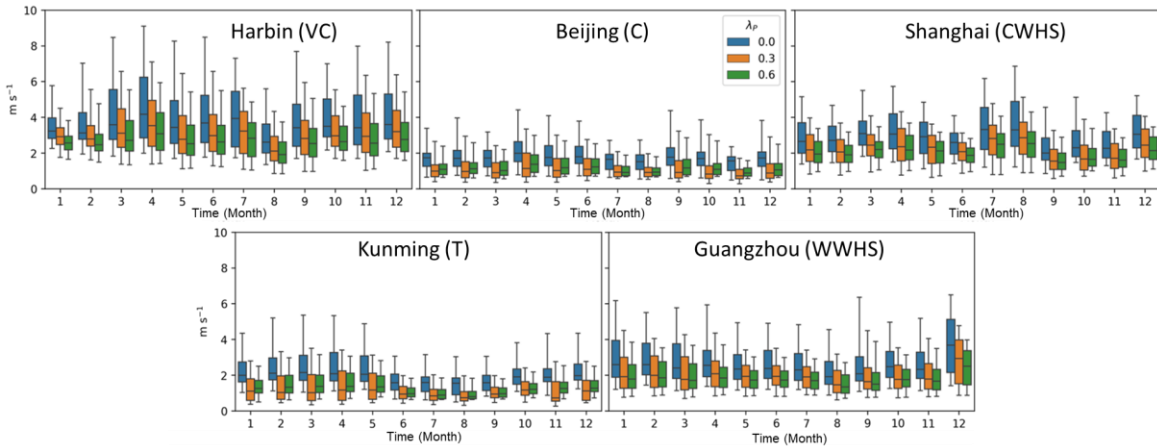 Harbin (VC)
Beijing (C)
Shanghai (CWHS)
λP
0.0
0.3
0.6
10
8
6
4
2
0
m s⁻¹
1 2 3 4 5 6 7 8 9 10 11 12
Time (Month)
1 2 3 4 5 6 7 8 9 10 11 12
Time (Month)
1 2 3 4 5 6 7 8 9 10 11 12
Time (Month)
Kunming (T)
Guangzhou (WWHS)
10
8
6
4
2
0
m s⁻¹
1 2 3 4 5 6 7 8 9 10 11 12
Time (Month)
1 2 3 4 5 6 7 8 9 10 11 12
Time (Month)